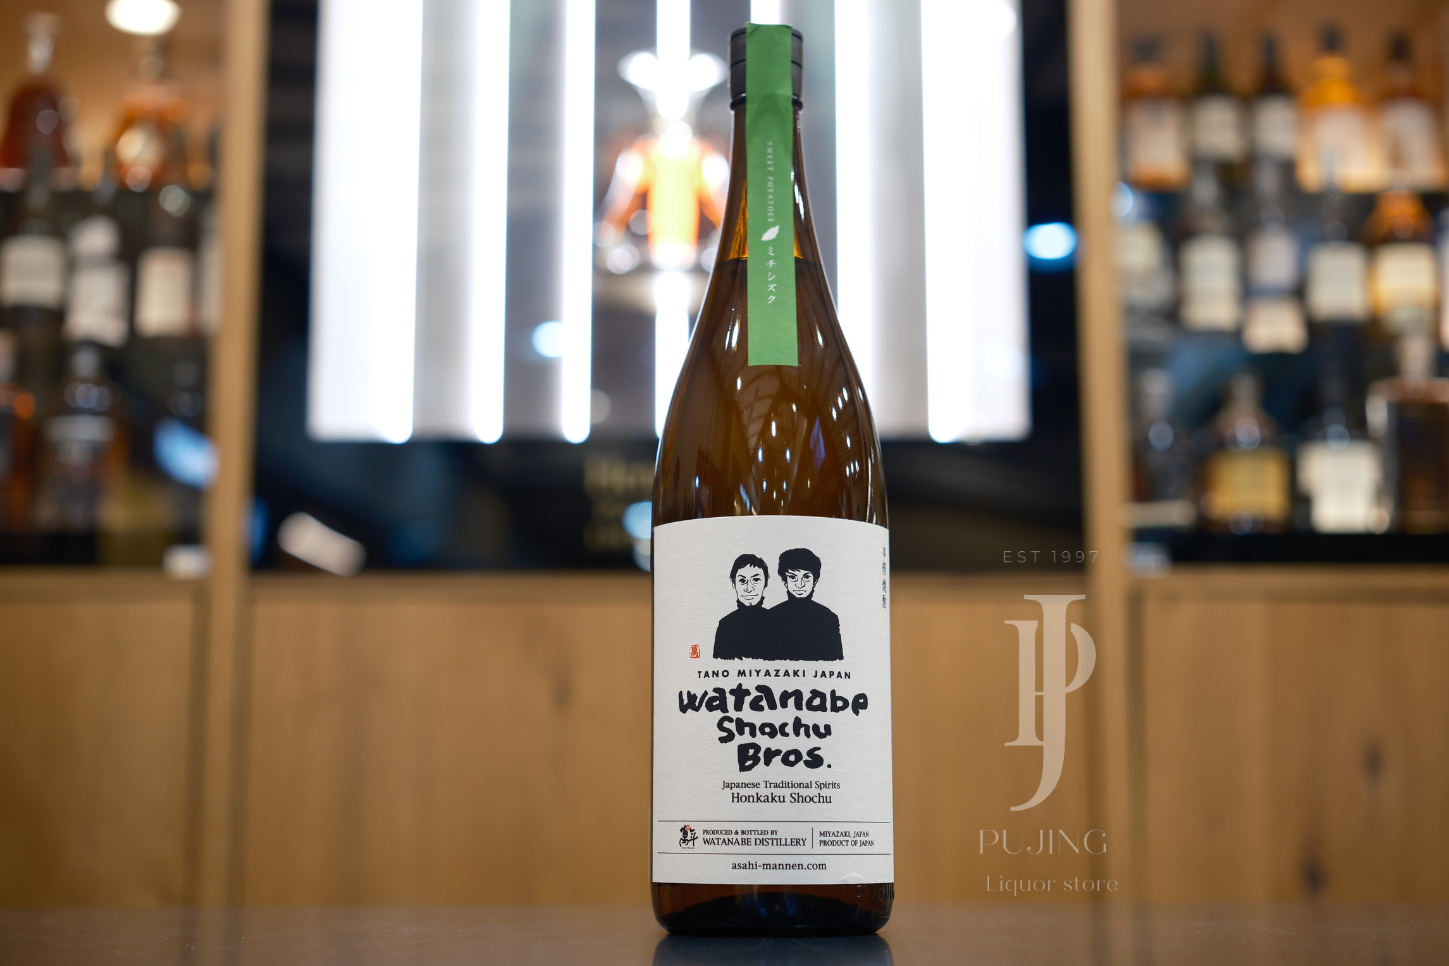 SWEET POTATOES
ミチシズク
TANO MIYAZAKI JAPAN
watanabe
Shochu
Bros.
Japanese Traditional Spirits
Honkaku Shochu
PRODUCED & BOTTLED BY
WATANABE DISTILLERY
MIYAZAKI, JAPAN
PRODUCT OF JAPAN
asahi-mannen.com
EST 1997
JP
PUJING
Liquor store